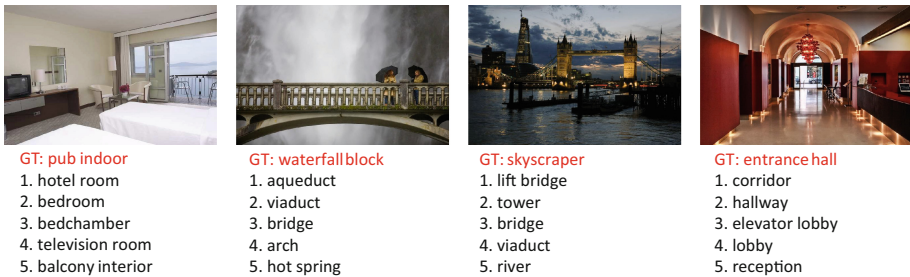 GT: pub indoor
1. hotel room
2. bedroom
3. bedchamber
4. television room
5. balcony interior
GT: waterfall block
1. aqueduct
2. viaduct
3. bridge
4. arch
5. hot spring
GT: skyscraper
1. lift bridge
2. tower
3. bridge
4. viaduct
5. river
GT: entrance hall
1. corridor
2. hallway
3. elevator lobby
4. lobby
5. reception